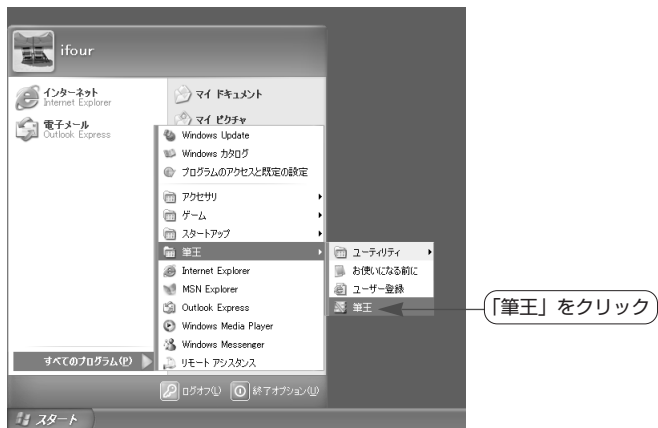 ifour
インターネット
Internet Explorer
電子メール
Outlook Express
マイ ドキュメント
マイ ピクチャ
Windows Update
Windows カタログ
プログラムのアクセスと既定の設定
アクセサリ
ゲーム
スタートアップ
筆王
Internet Explorer
MSN Explorer
Outlook Express
Windows Media Player
Windows Messenger
リモート アシスタンス
ユーティリティ
お使いになる前に
ユーザー登録
筆王
「筆王」をクリック
すべてのプログラム(P)
ログオフ(L)
終了オプション(U)
スタート